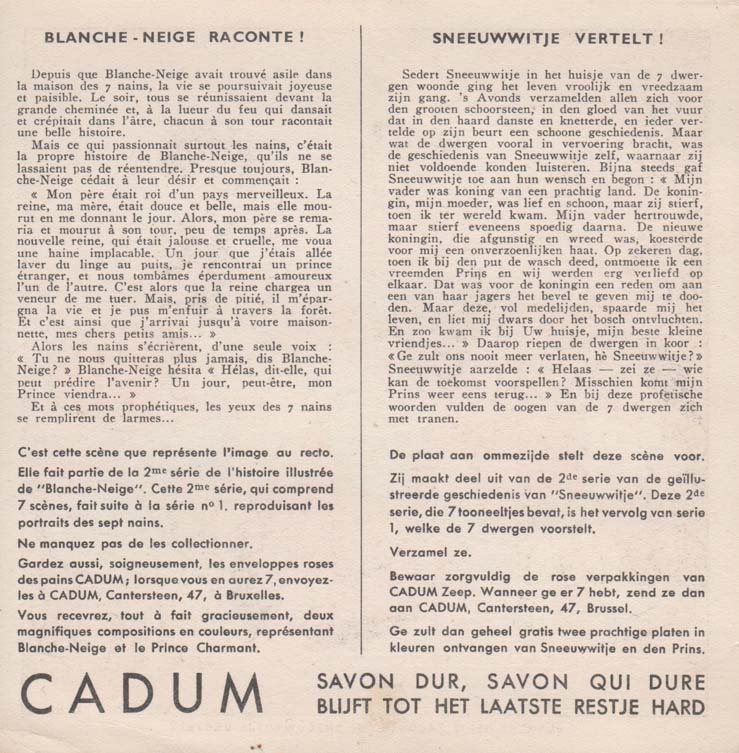 BLANCHE - NEIGE RACONTE !
Depuis que Blanche-Neige avait trouvé asile dans
la maison des 7 nains, la vie se poursuivait joyeuse
et paisible. Le soir, tous se réunissaient devant la
grande cheminée et, à la lueur du feu qui dansait
et crépitait dans l'âtre, chacun à son tour racontait
une belle histoire.
Mais ce qui passionnait surtout les nains, c'était
la propre histoire de Blanche-Neige, qu'ils ne se
lassaient pas de réentendre. Presque toujours, Blan-
che-Neige cédait à leur désir et commençait :
« Mon père était roi d'un pays merveilleux. La
reine, ma mère, était douce et belle, mais elle mou-
rut en me donnant le jour. Alors, mon père se rema-
ria et mourut à son tour, peu de temps après. La
nouvelle reine, qui était jalouse et cruelle, me voua
une haine implacable. Un jour que j'étais allée
laver du linge au puits, je rencontrai un prince
étranger, et nous tombâmes éperdument amoureux
l'un de l'autre. C'est alors que la reine chargea un
veneur de me tuer. Mais, pris de pitié, il m'épar-
gna la vie et je pus m'enfuir à travers la forêt.
Et c'est ainsi que j'arrivai jusqu'à votre maison-
nette, mes chers petits amis... »
Alors les nains s'écrièrent, d'une seule voix :
« Tu ne nous quitteras plus jamais, dis Blanche-
Neige? » Blanche-Neige hésita « Hélas, dit-elle, qui
peut prédire l'avenir? Un jour, peut-être, mon
Prince viendra... »
Et à ces mots prophétiques, les yeux des 7 nains
se remplirent de larmes...
C'est cette scène que représente l'image au recto.
Elle fait partie de la 2me série de l'histoire illustrée
de "Blanche-Neige". Cette 2me série, qui comprend
7 scènes, fait suite à la série nº 1. reproduisant les
portraits des sept nains.
Ne manquez pas de les collectionner.
Gardez aussi, soigneusement, les enveloppes roses
des pains CADUM; lorsque vous en aurez 7, envoyez-
les à CADUM, Cantersteen, 47, à Bruxelles.
Vous recevrez, tout à fait gracieusement, deux
magnifiques compositions en couleurs, représentant
Blanche-Neige et le Prince Charmant.
SNEEUWWITJE VERTELT !
Sedert Sneeuwwitje in het huisje van de 7 dwer-
gen woonde ging het leven vroolijk en vreedzaam
zijn gang. 's Avonds verzamelden allen zich voor
den grooten schoorsteen, in den gloed van het vuur
dat in den haard danste en knetterde, en ieder ver-
telde op zijn beurt een schoone geschiedenis. Maar
wat de dwergen vooral in vervoering bracht, was
de geschiedenis van Sneeuwwitje zelf, waarnaar zij
niet voldoende konden luisteren. Bijna steeds gaf
Sneeuwwitje toe aan hun wensch en begon : « Mijn
vader was koning van een prachtig land. De konin-
gin, mijn moeder, was lief en schoon, maar zij stierf,
toen ik ter wereld kwam. Mijn vader hertrouwde,
maar stierf eveneens spoedig daarna. De nieuwe
koningin, die afgunstig en wreed was, koesterde
voor mij een onverzoenlijken haat. Op zekeren dag,
toen ik bij den put de wasch deed, ontmoette ik een
vreemden Prins en wij werden erg verliefd op
elkaar. Dat was voor de koningin een reden om aan
een van haar jagers het bevel te geven mij te doo-
den. Maar deze, vol medelijden, spaarde mij het
leven, en liet mij dwars door het bosch ontvluchten.
En zoo kwam ik bij Uw huisje, mijn beste kleine
vriendjes... » Daarop riepen de dwergen in koor :
«Ge zult ons nooit meer verlaten, hè Sneeuwitje?»
Sneeuwwitje aarzelde : « Helaas — zei ze — wie
kan de toekomst voorspellen? Misschien komt mijn
Prins weer eens terug... » En bij deze profetische
woorden vulden de oogen van de 7 dwergen zich
met tranen.
De plaat aan ommezijde stelt deze scène voor.
Zij maakt deel uit van de 2de serie van de geïllu-
streerde geschiedenis van "Sneeuwwitje". Deze 2de
serie, die 7 tooneeltjes bevat, is het vervolg van serie
1, welke de 7 dwergen voorstelt.
Verzamel ze.
Bewaar zorgvuldig de rose verpakkingen van
CADUM Zeep. Wanneer ge er 7 hebt, zend ze dan
aan CADUM, Cantersteen, 47, Brussel.
Ge zult dan geheel gratis twee prachtige platen in
kleuren ontvangen van Sneeuwwitje en den Prins.
CADUM
SAVON DUR, SAVON QUI DURE
BLIJFT TOT HET LAATSTE RESTJE HARD